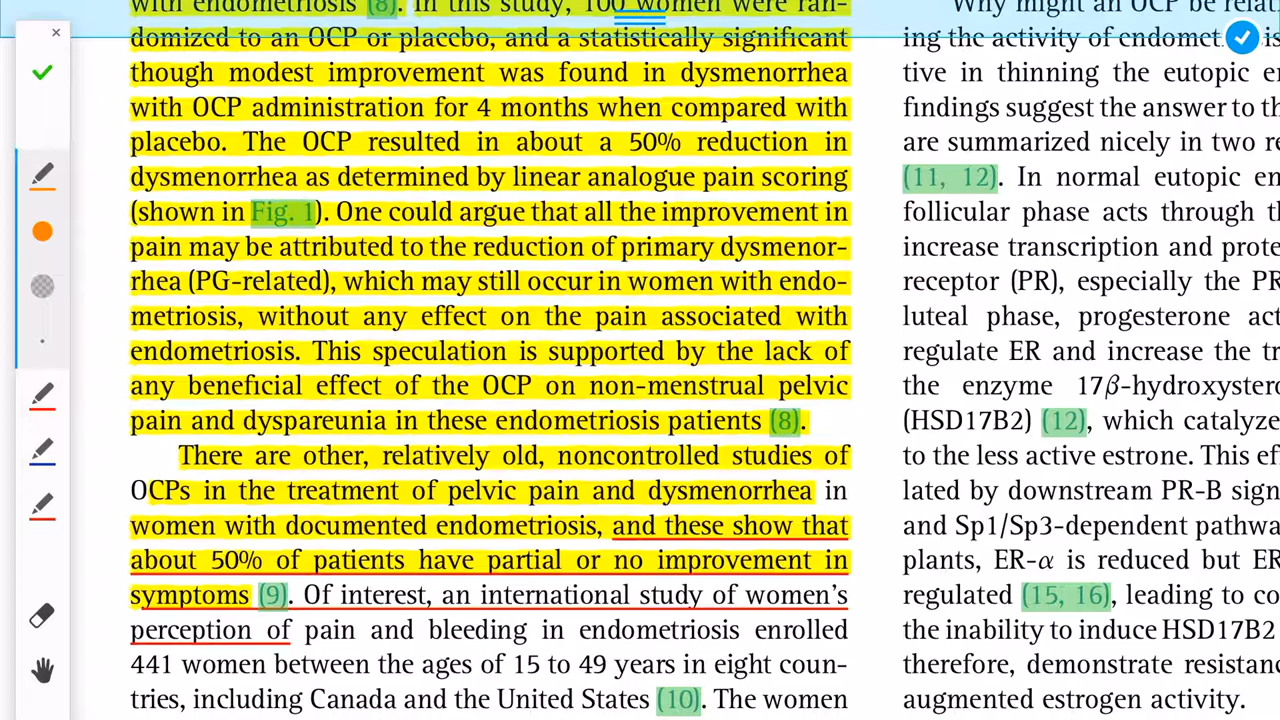 with endometriosis (8). In this study, 100 women were ran-
domized to an OCP or placebo, and a statistically significant
though modest improvement was found in dysmenorrhea
with OCP administration for 4 months when compared with
placebo. The OCP resulted in about a 50% reduction in
dysmenorrhea as determined by linear analogue pain scoring
(shown in Fig. 1). One could argue that all the improvement in
pain may be attributed to the reduction of primary dysmenor-
rhea (PG-related), which may still occur in women with endo-
metriosis, without any effect on the pain associated with
endometriosis. This speculation is supported by the lack of
any beneficial effect of the OCP on non-menstrual pelvic
pain and dyspareunia in these endometriosis patients (8).
There are other, relatively old, noncontrolled studies of
OCPs in the treatment of pelvic pain and dysmenorrhea in
women with documented endometriosis, and these show that
about 50% of patients have partial or no improvement in
symptoms (9). Of interest, an international study of women's
perception of pain and bleeding in endometriosis enrolled
441 women between the ages of 15 to 49 years in eight coun-
tries, including Canada and the United States (10). The women
Why might an OCP be relat
ing the activity of endomet is
tive in thinning the eutopic en
findings suggest the answer to th
are summarized nicely in two re
(11, 12). In normal eutopic en
follicular phase acts through th
increase transcription and prote
receptor (PR), especially the PR
luteal phase, progesterone act
regulate ER and increase the tr
the enzyme 17β-hydroxystero
(HSD17B2) (12), which catalyze
to the less active estrone. This eff
lated by downstream PR-B sign
and Sp1/Sp3-dependent pathwa
plants, ER-α is reduced but ER
regulated (15, 16), leading to co
the inability to induce HSD17B2
therefore, demonstrate resistanc
augmented estrogen activity.